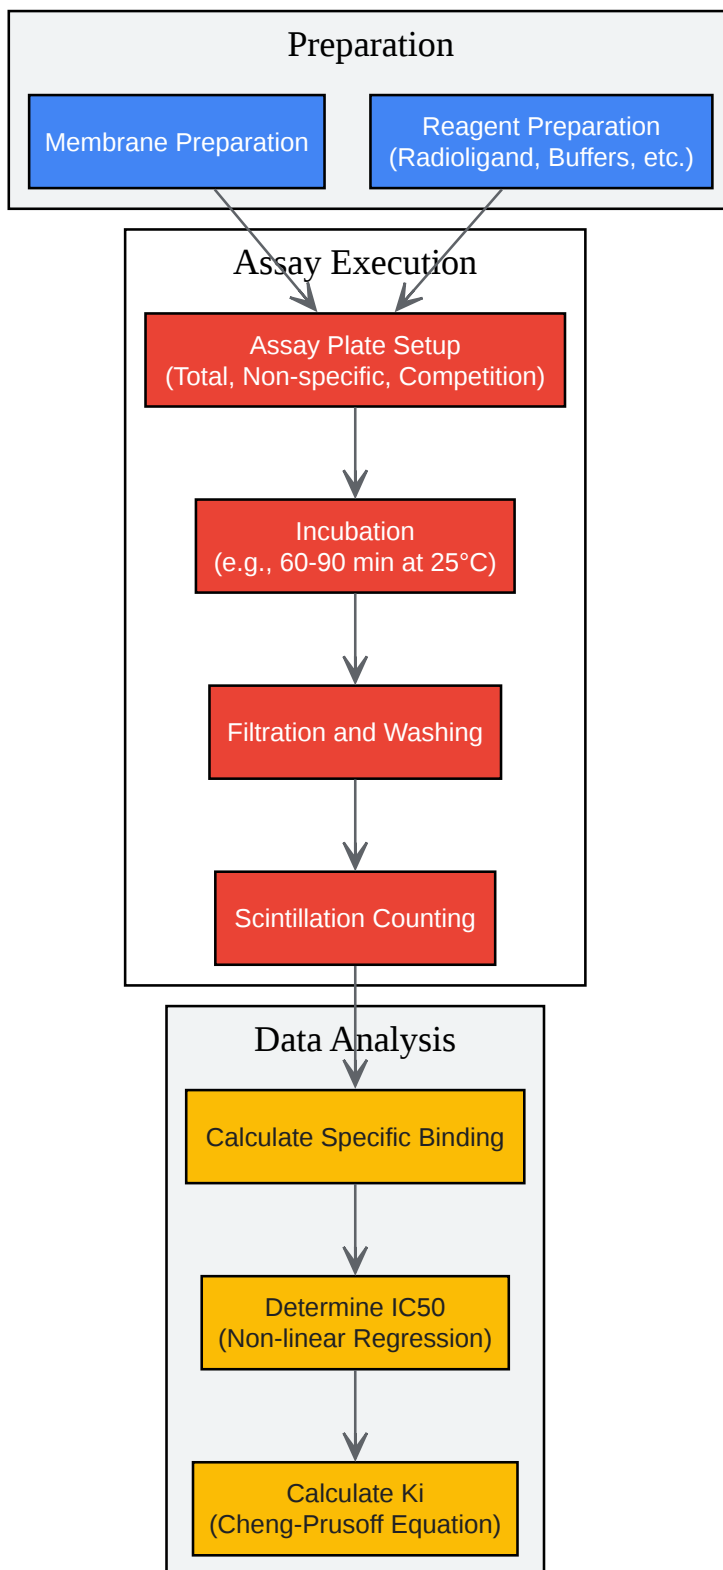 Preparation
Membrane Preparation
Reagent Preparation
(Radioligand, Buffers, etc.)
Assay Execution
Assay Plate Setup
(Total, Non-specific, Competition)
Incubation
(e.g., 60-90 min at 25°C)
Filtration and Washing
Scintillation Counting
Data Analysis
Calculate Specific Binding
Determine IC50
(Non-linear Regression)
Calculate Ki
(Cheng-Prusoff Equation)